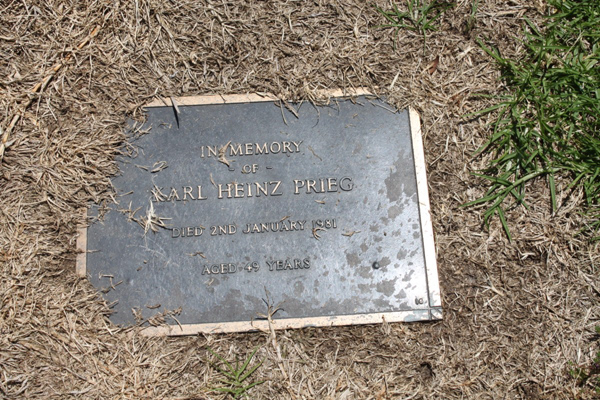 IN MEMORY
- OF -
KARL HEINZ PRIEG
DIED 2ND JANUARY 1981
AGED 49 YEARS